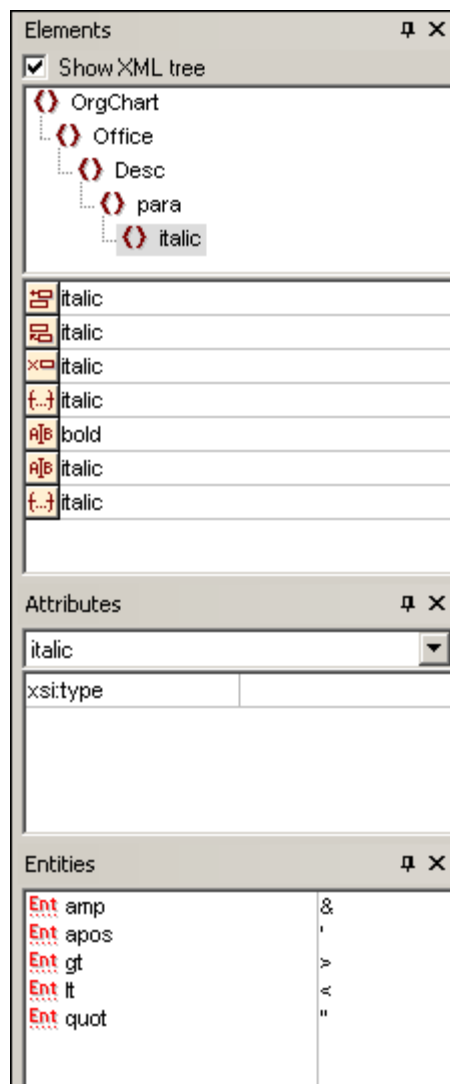 Elements
Show XML tree
OrgChart
Office
Desc
para
italic
italic
italic
italic
{...} italic
A|B bold
A|B italic
{...} italic
Attributes
italic
xsi:type
Entities
Ent amp &
Ent apos '
Ent gt >
Ent lt <
Ent quot "